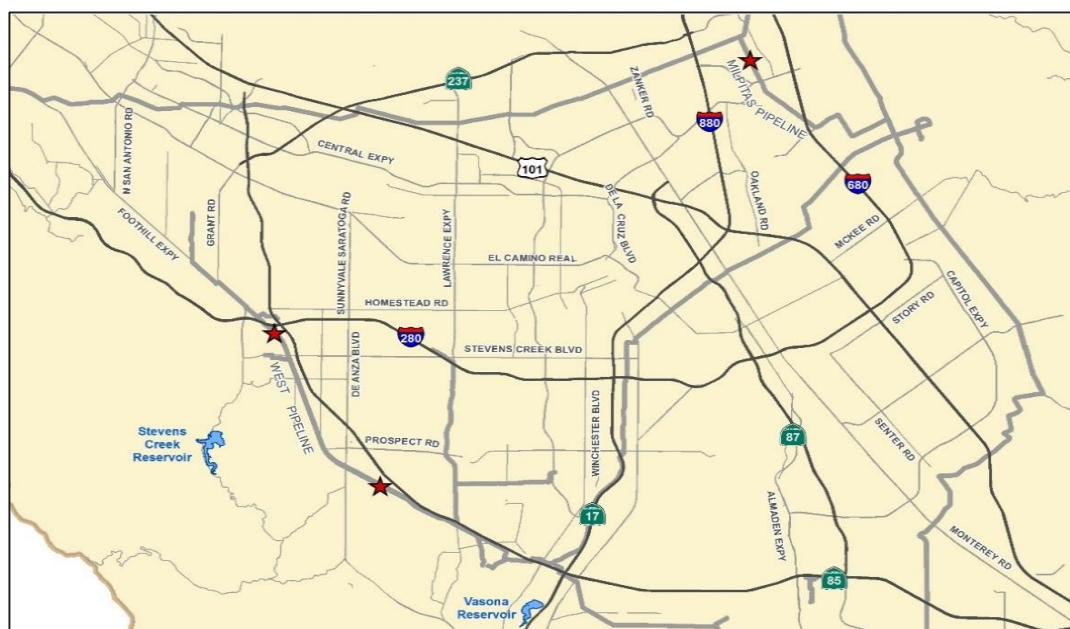 237
ZANKER RD
MILPITAS PIPELINE
880
N SAN ANTONIO RD
CENTRAL EXPY
101
OAKLAND RD
680
FOOTHILL EXPY
GRANT RD
SUNNYVALE SARATOGA RD
LAWRENCE EXPY
DE LA CRUZ BLVD
MCKEE RD
EL CAMINO REAL
CAPITOL EXPY
HOMESTEAD RD
STORY RD
280
STEVENS CREEK BLVD
DE ANZA BLVD
WEST PIPELINE
WINCHESTER BLVD
Stevens
Creek
Reservoir
PROSPECT RD
87
SENTER RD
17
ALMADEN EXPY
MONTEREY RD
85
Vasona
Reservoir